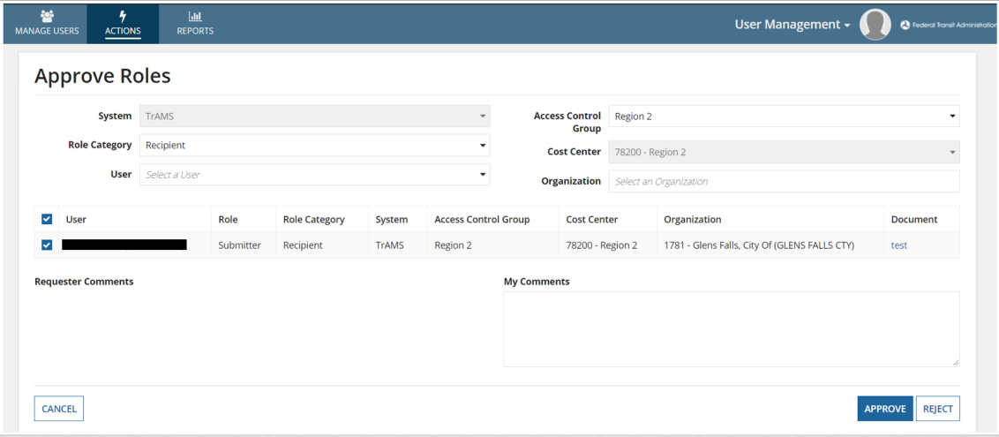 MANAGE USERS
ACTIONS
REPORTS
User Management
Federal Transit Administration
Approve Roles
System TrAMS
Role Category Recipient
User Select a User
Access Control Group Region 2
Cost Center 78200 - Region 2
Organization Select an Organization
User Role Role Category System Access Control Group Cost Center Organization Document
Submitter Recipient TrAMS Region 2 78200 - Region 2 1781 - Glens Falls, City Of (GLENS FALLS CTY) test
Requester Comments
My Comments
CANCEL
APPROVE
REJECT